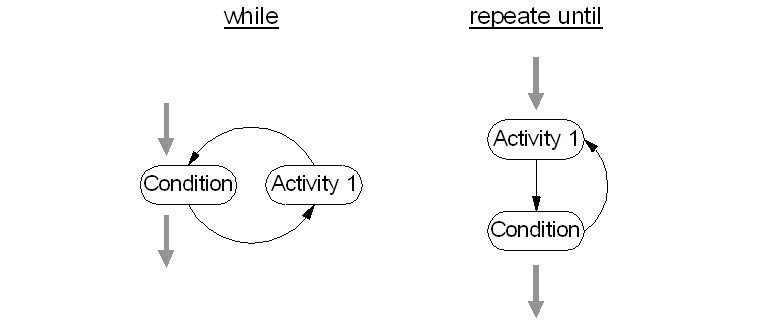 while
Condition
Activity 1
repeate until
Activity 1
Condition